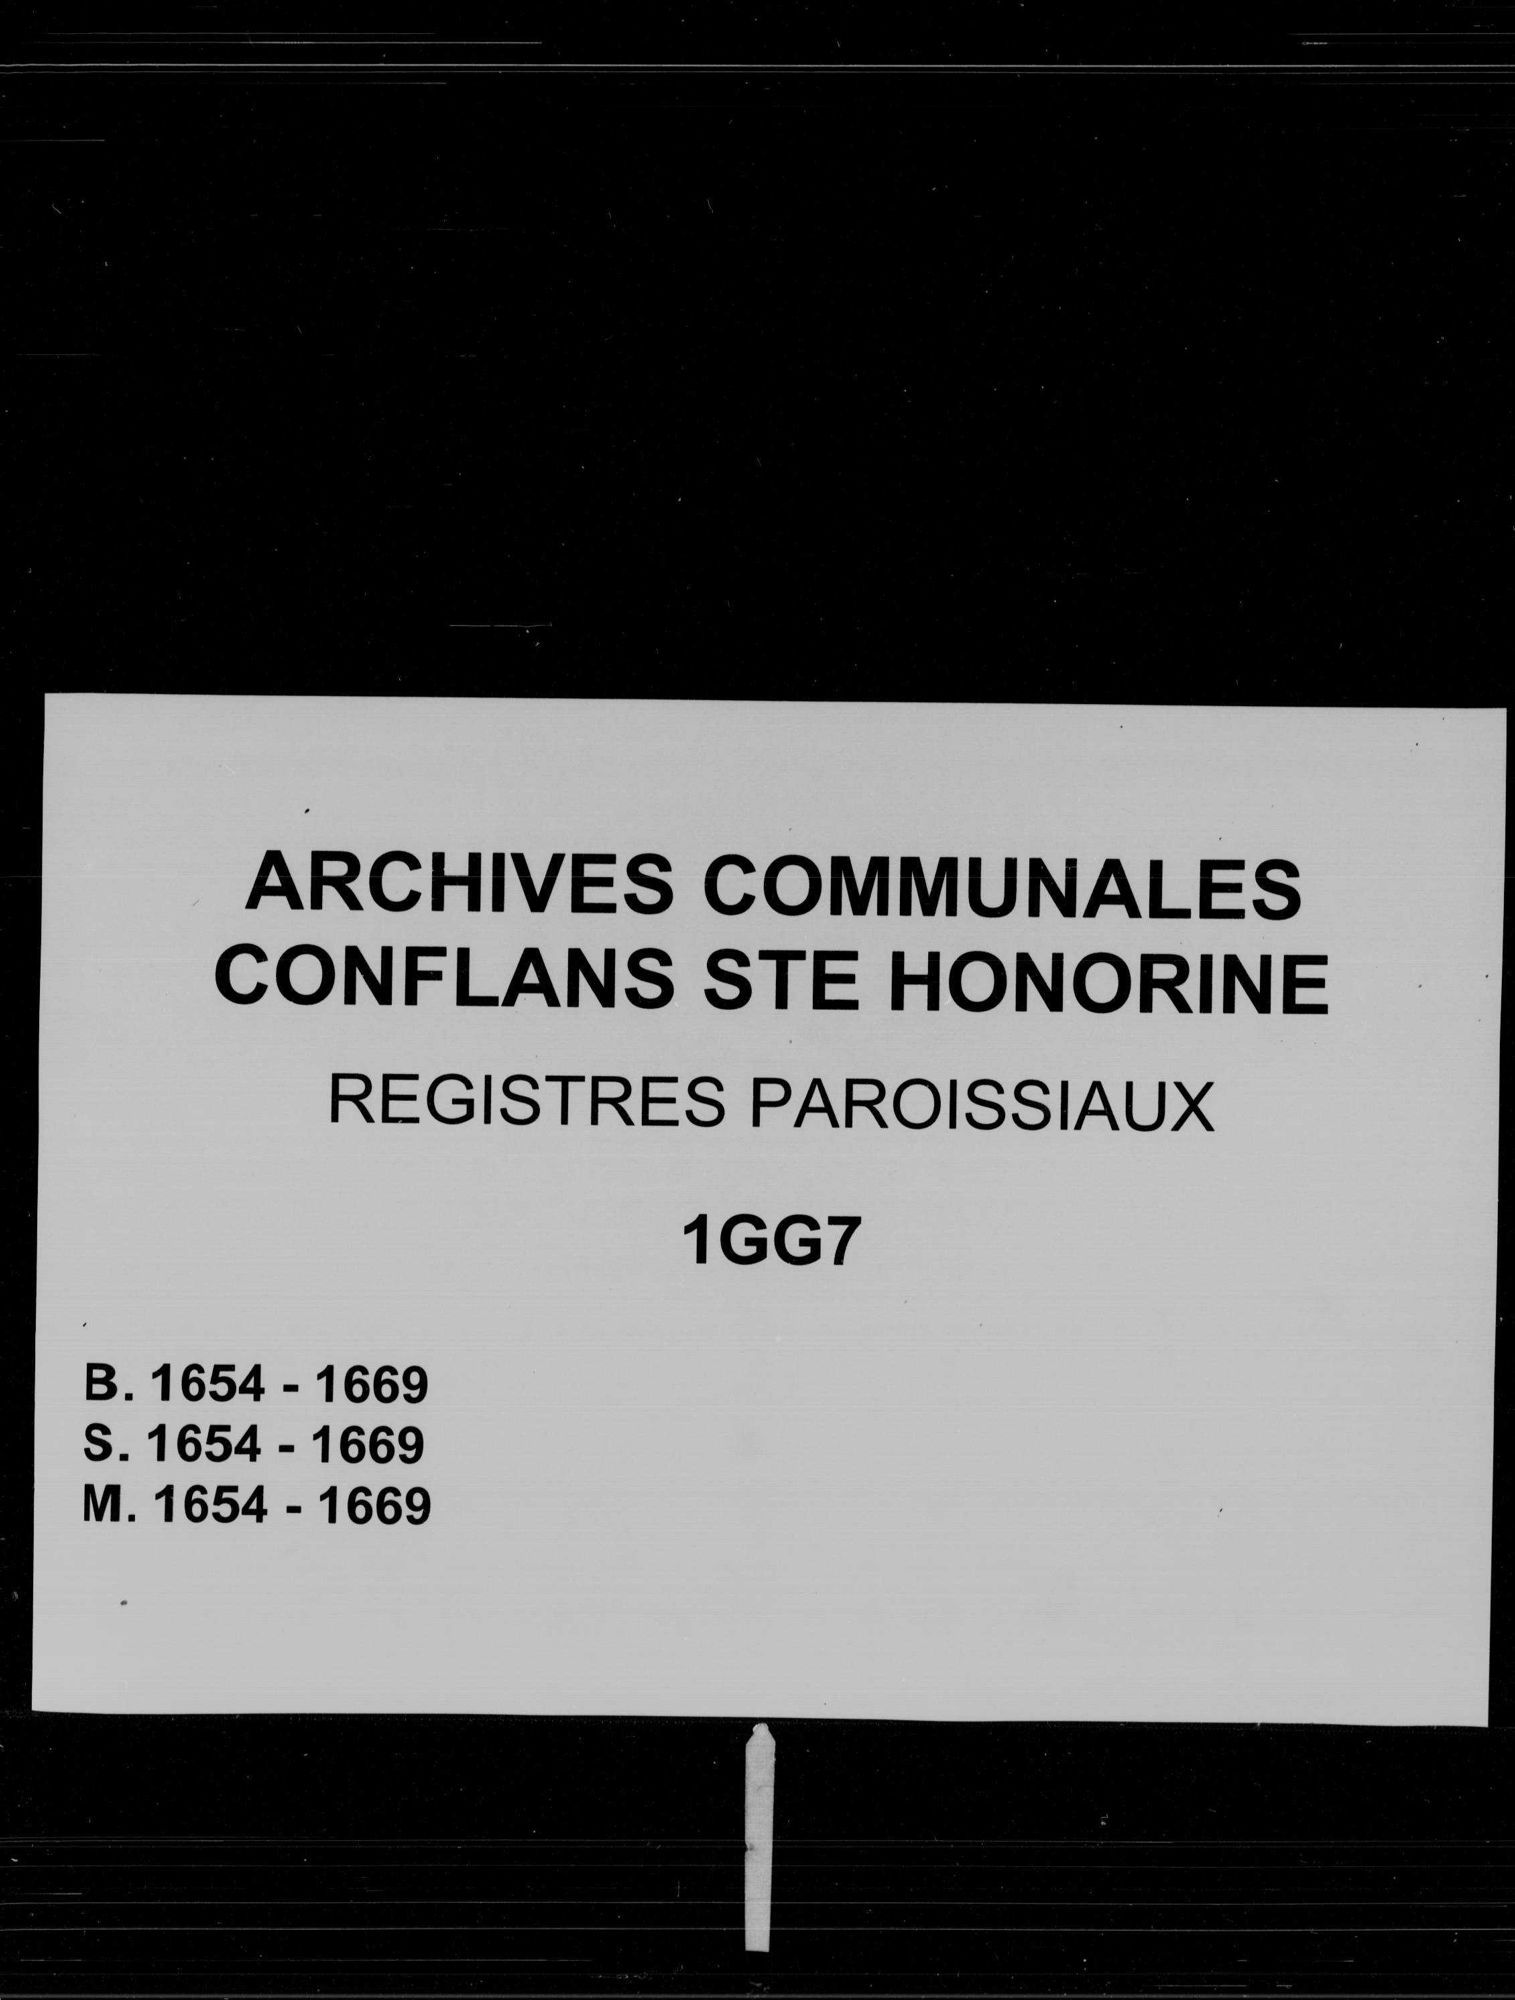 ARCHIVES COMMUNALES
CONFLANS STE HONORINE
REGISTRES PAROISSIAUX
1GG7
B. 1654 - 1669
S. 1654 - 1669
M. 1654 - 1669